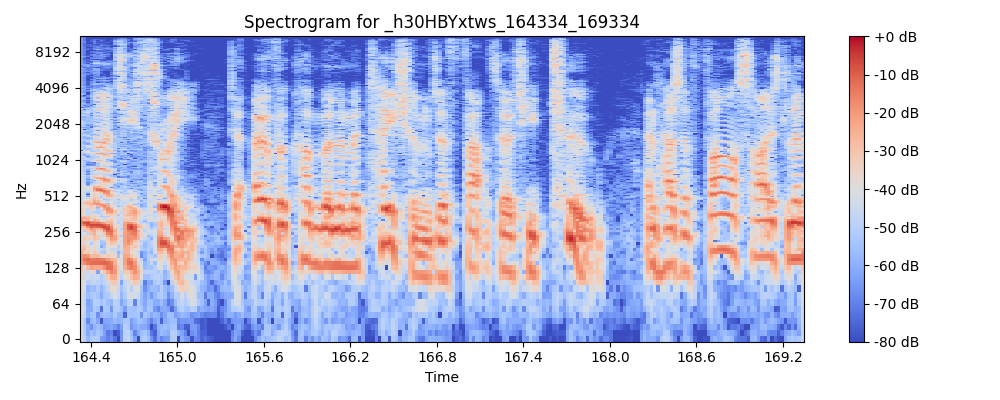 Spectrogram for _h30HBYxtws_164334_169334
Hz
8192
4096
2048
1024
512
256
128
64
0
164.4 165.0 165.6 166.2 166.8 167.4 168.0 168.6 169.2
Time
+0 dB
-10 dB
-20 dB
-30 dB
-40 dB
-50 dB
-60 dB
-70 dB
-80 dB